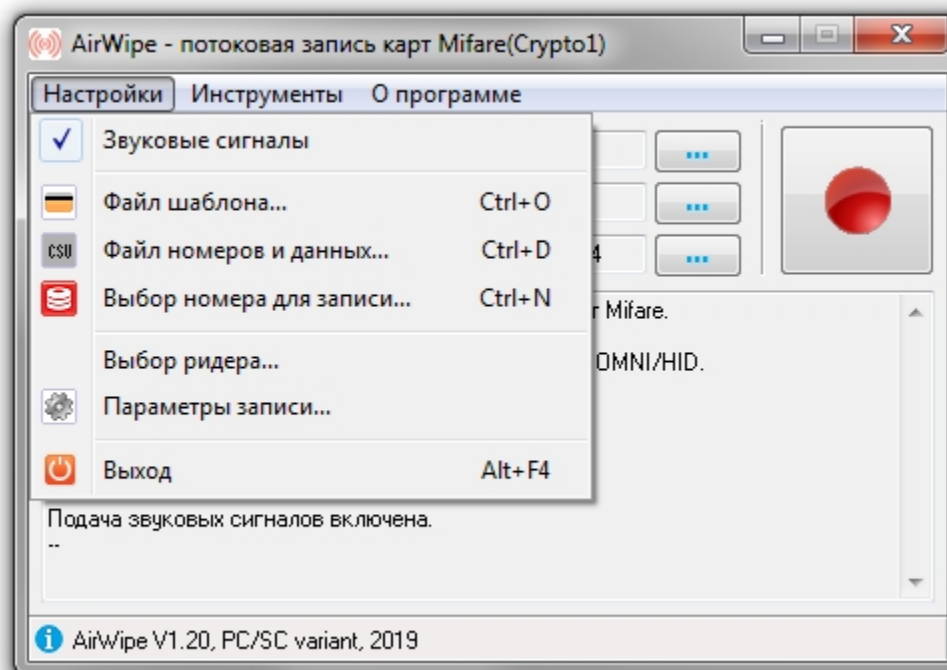 AirWipe - потоковая запись карт Mifare(Crypto1)
Настройки Инструменты О программе
Звуковые сигналы
...
Файл шаблона... Ctrl+O
...
CSV
Файл номеров и данных... Ctrl+D
4
...
Выбор номера для записи... Ctrl+N
т Mifare.
Выбор ридера...
OMNI/HID.
Параметры записи...
Выход Alt+F4
Подача звуковых сигналов включена.
--
AirWipe V1.20, PC/SC variant, 2019